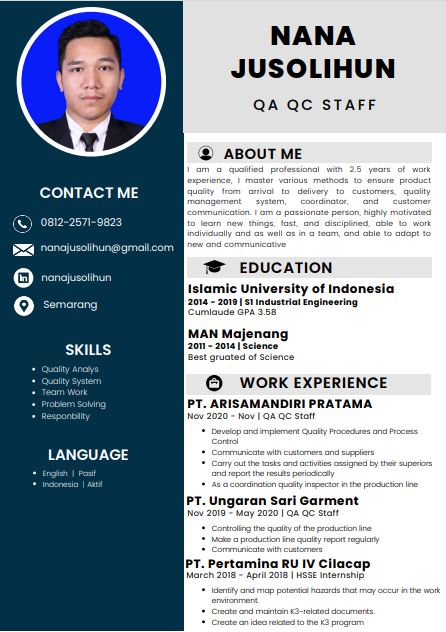 NANA
JUSOLIHUN
QA QC STAFF
CONTACT ME
0812-2571-9823
nanajusolihun@gmail.com
nanajusolihun
Semarang
SKILLS
Quality Analys
Quality System
Team Work
Problem Solving
Responbility
LANGUAGE
English | Pasif
Indonesia | Aktif
ABOUT ME
I am a qualified professional with 2.5 years of work
experience, I master various methods to ensure product
quality from arrival to delivery to customers, quality
management system, coordinator, and customer
communication. I am a passionate person, highly motivated
to learn new things, fast, and disciplined, able to work
individually and as well as in a team, and able to adapt to
new and communicative
EDUCATION
Islamic University of Indonesia
2014 - 2019 | S1 Industrial Engineering
Cumlaude GPA 3.58
MAN Majenang
2011 - 2014 | Science
Best gruated of Science
WORK EXPERIENCE
PT. ARISAMANDIRI PRATAMA
Nov 2020 - Nov | QA QC Staff
Develop and implement Quality Procedures and Process
Control
Communicate with customers and suppliers
Carry out the tasks and activities assigned by their superiors
and report the results periodically
As a coordination quality inspector in the production line
PT. Ungaran Sari Garment
Nov 2019 - May 2020 | QA QC Staff
Controlling the quality of the production line
Make a production quality report regularly
Communicate with customers
PT. Pertamina RU IV Cilacap
March 2018 - April 2018 | HSSE Internship
Identify and map potential hazards that may occur in the work
environment.
Create and maintain K3-related documents.
Create an idea related to the K3 program